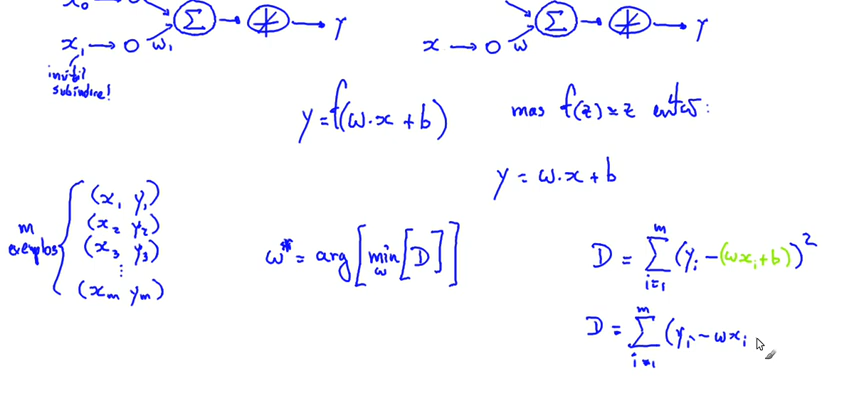 x₀ Σ y
x₁ → O w₁
inútil
subíndice!
Σ y
x → O w
y = f(w·x + b)
mas f(z) = z então:
y = w·x + b
m
exemplos
(x₁ y₁)
(x₂ y₂)
(x₃ y₃)
⋮
(xₘ yₘ)
w* = arg[min_w[D]]
D = Σ_{i=1}^{m} (yᵢ - (wxᵢ + b))²
D = Σ_{i=1}^{m} (yᵢ - wxᵢ